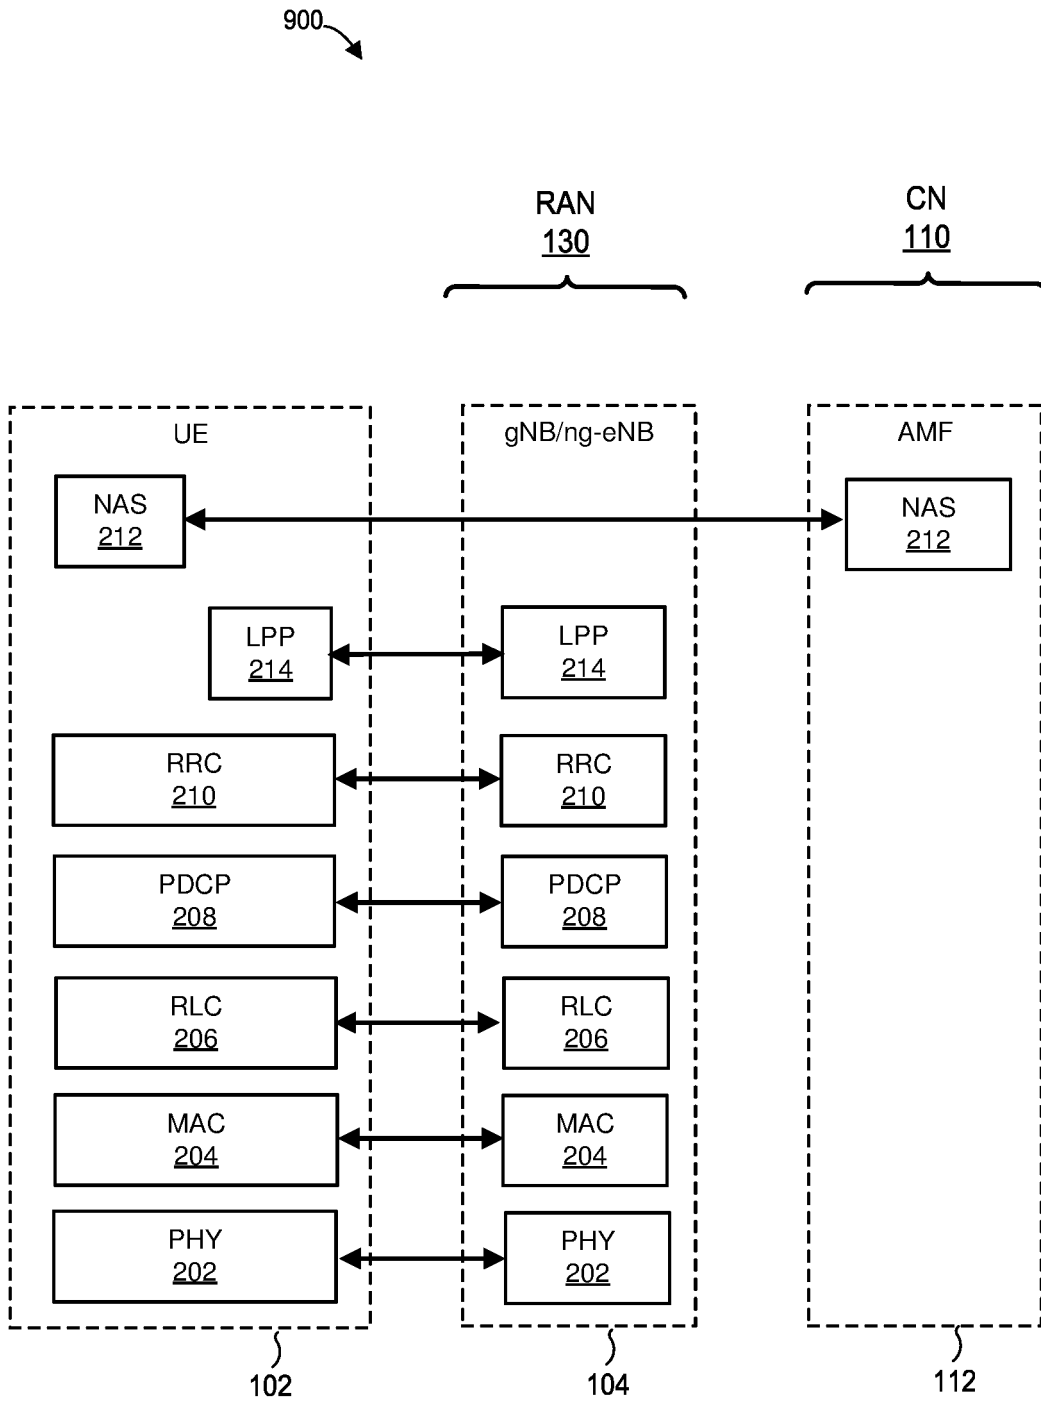 900
RAN
130
CN
110
UE
gNB/ng-eNB
AMF
NAS
212
NAS
212
LPP
214
LPP
214
RRC
210
RRC
210
PDCP
208
PDCP
208
RLC
206
RLC
206
MAC
204
MAC
204
PHY
202
PHY
202
102
104
112